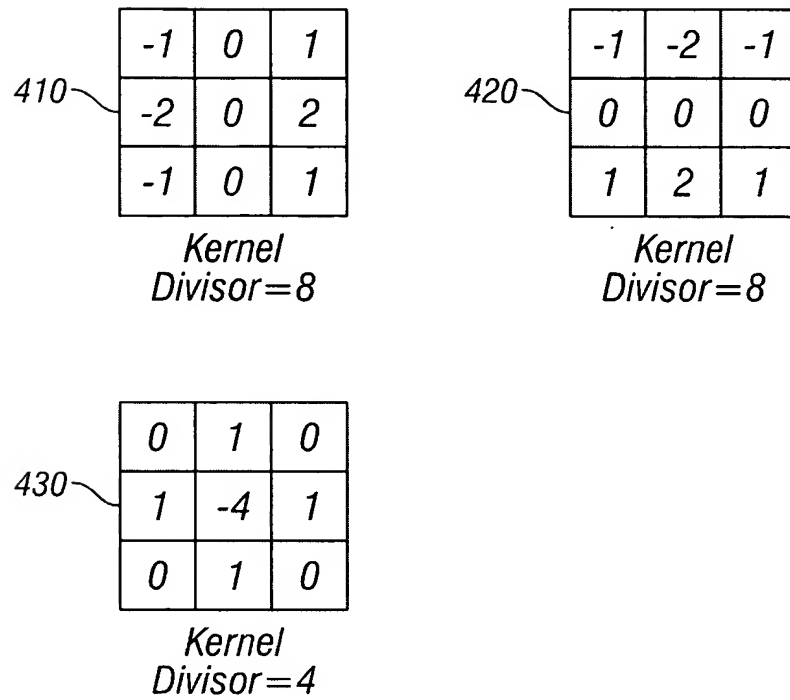 -1 0 1
410 -2 0 2
-1 0 1
Kernel
Divisor=8
-1 -2 -1
420 0 0 0
1 2 1
Kernel
Divisor=8
0 1 0
430 1 -4 1
0 1 0
Kernel
Divisor=4